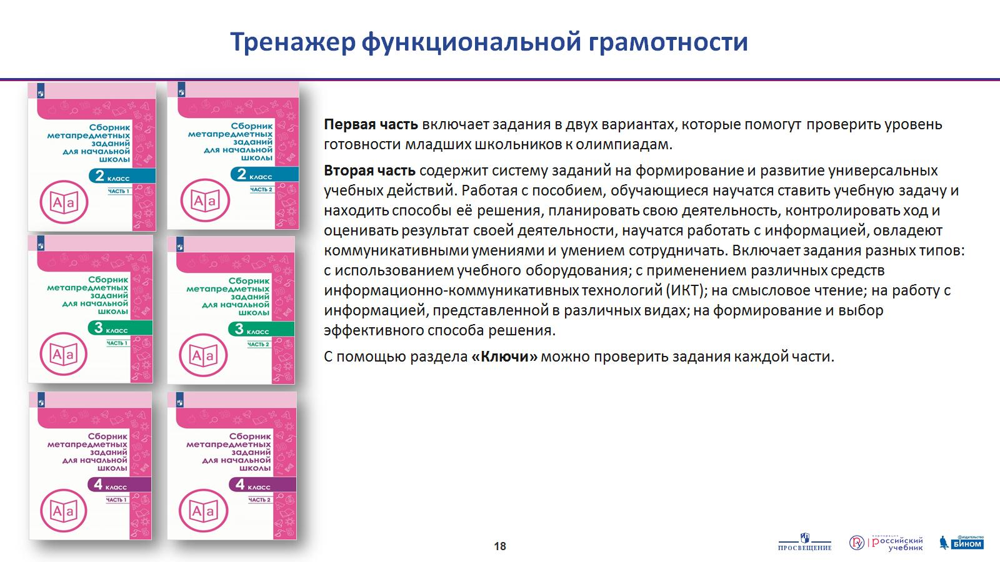 Тренажер функциональной грамотности
Сборник
метапредметных
заданий
для начальной
школы
2 класс
ЧАСТЬ 1
Aa
Сборник
метапредметных
заданий
для начальной
школы
2 класс
ЧАСТЬ 2
Aa
Сборник
метапредметных
заданий
для начальной
школы
3 класс
ЧАСТЬ 1
Aa
Сборник
метапредметных
заданий
для начальной
школы
3 класс
ЧАСТЬ 2
Aa
Сборник
метапредметных
заданий
для начальной
школы
4 класс
ЧАСТЬ 1
Aa
Сборник
метапредметных
заданий
для начальной
школы
4 класс
ЧАСТЬ 2
Aa
Первая часть включает задания в двух вариантах, которые помогут проверить уровень
готовности младших школьников к олимпиадам.
Вторая часть содержит систему заданий на формирование и развитие универсальных
учебных действий. Работая с пособием, обучающиеся научатся ставить учебную задачу и
находить способы её решения, планировать свою деятельность, контролировать ход и
оценивать результат своей деятельности, научатся работать с информацией, овладеют
коммуникативными умениями и умением сотрудничать. Включает задания разных типов:
с использованием учебного оборудования; с применением различных средств
информационно-коммуникативных технологий (ИКТ); на смысловое чтение; на работу с
информацией, представленной в различных видах; на формирование и выбор
эффективного способа решения.
С помощью раздела «Ключи» можно проверить задания каждой части.
18
ПРОСВЕЩЕНИЕ
корпорация
российский
учебник
ИЗДАТЕЛЬСТВО
БИНОМ